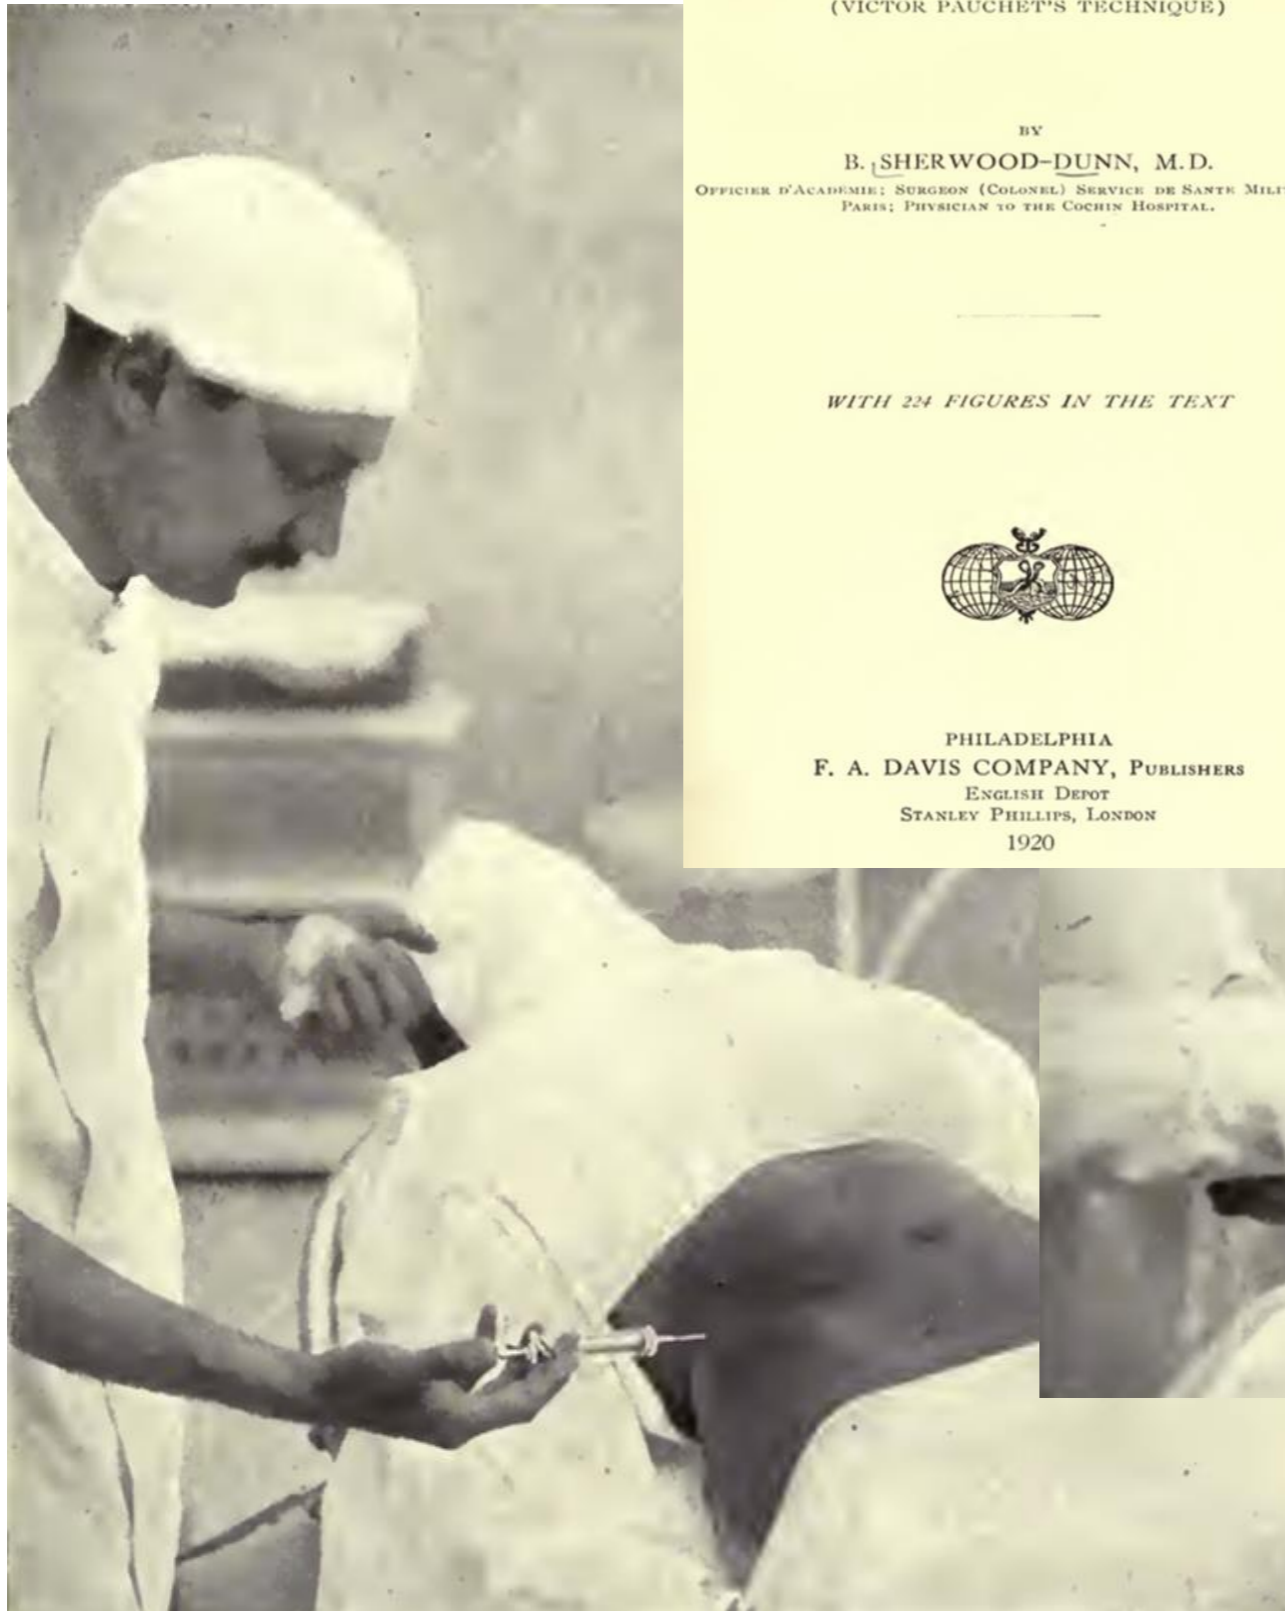 (VICTOR PAUCHET'S TECHNIQUE)
BY
B. SHERWOOD-DUNN, M.D.
OFFICIER D'ACADÉMIE; SURGEON (COLONEL) SERVICE DE SANTE
PARIS; PHYSICIAN TO THE COCHIN HOSPITAL.
WITH 224 FIGURES IN THE TEXT
PHILADELPHIA
F. A. DAVIS COMPANY, PUBLISHERS
ENGLISH DEPOT
STANLEY PHILLIPS, LONDON
1920